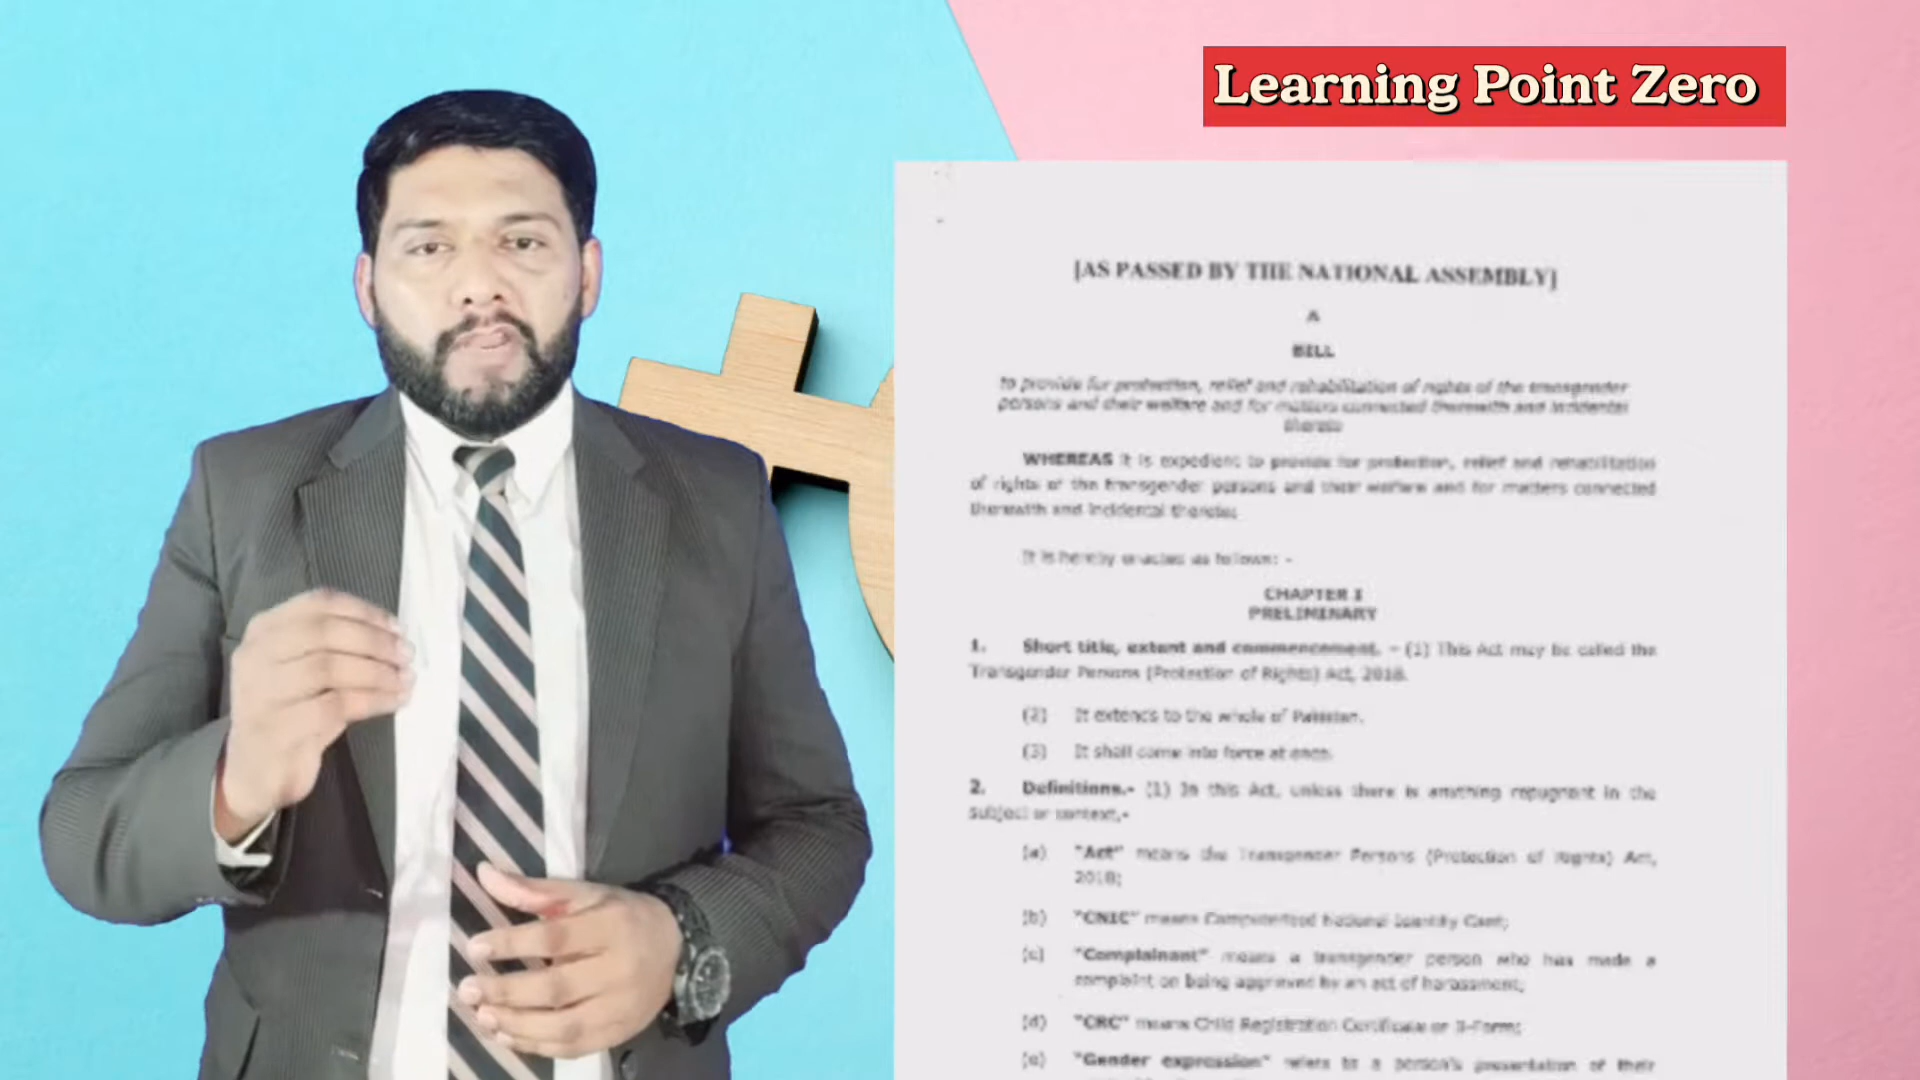 Learning Point Zero
[AS PASSED BY THE NATIONAL ASSEMBLY]
A
BILL
to provide for protection, relief and rehabilitation of rights of the transgender
persons and their welfare and for matters connected therewith and incidental
thereto
WHEREAS it is expedient to provide for protection, relief and rehabilitation
of rights of the transgender persons and their welfare and for matters connected
therewith and incidental thereto;
It is hereby enacted as follows: -
CHAPTER I
PRELIMINARY
1. Short title, extent and commencement. - (1) This Act may be called the
Transgender Persons (Protection of Rights) Act, 2018.
(2) It extends to the whole of Pakistan.
(3) It shall come into force at once.
2. Definitions.- (1) In this Act, unless there is anything repugnant in the
subject or context,-
(a) "Act" means the Transgender Persons (Protection of Rights) Act,
2018;
(b) "CNIC" means Computerized National Identity Card;
(c) "Complainant" means a transgender person who has made a
complaint on being aggrieved by an act of harassment;
(d) "CRC" means Child Registration Certificate or B-Form;
(e) "Gender expression" refers to a person's presentation of their